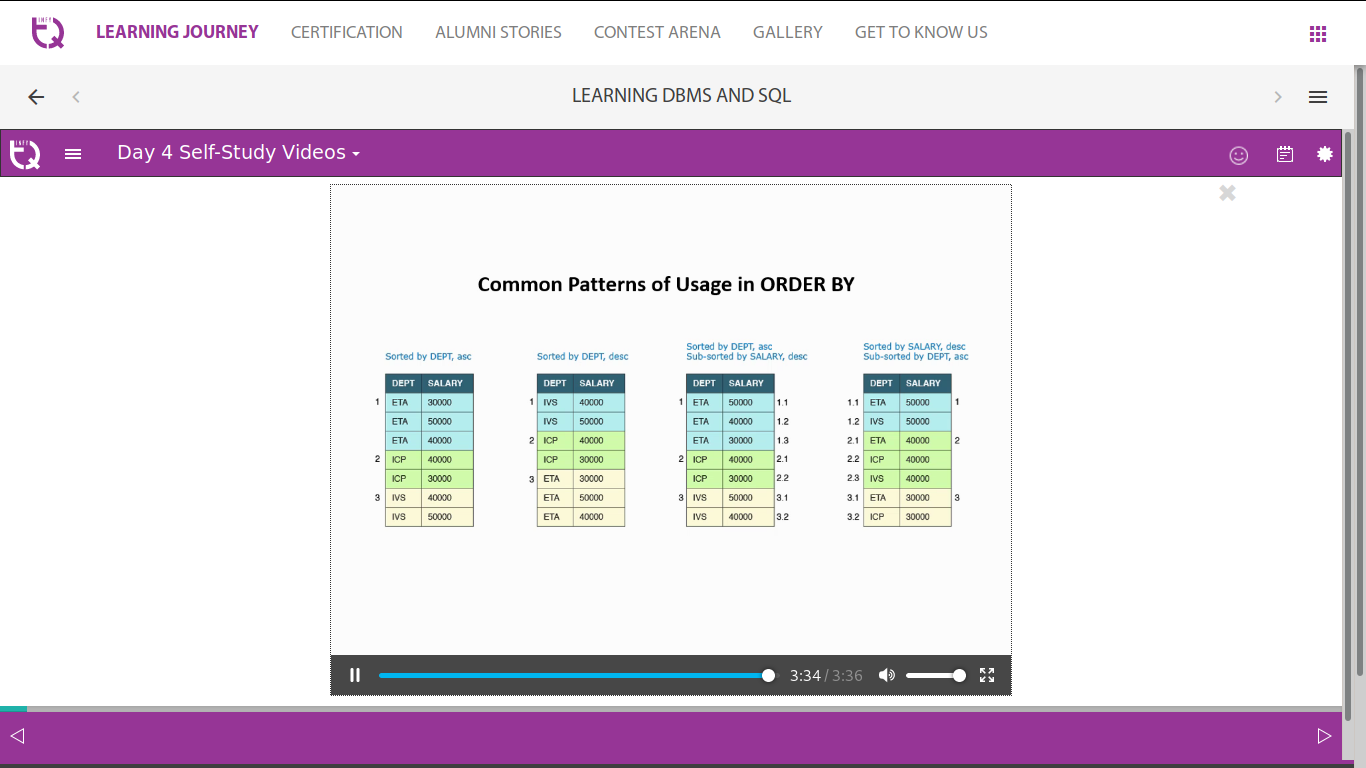 INFY
TQ
LEARNING JOURNEY CERTIFICATION ALUMNI STORIES CONTEST ARENA GALLERY GET TO KNOW US
LEARNING DBMS AND SQL
INFY
TQ
Day 4 Self-Study Videos
Common Patterns of Usage in ORDER BY
Sorted by DEPT, asc
DEPT SALARY
1 ETA 30000
ETA 50000
ETA 40000
2 ICP 40000
ICP 30000
3 IVS 40000
IVS 50000
Sorted by DEPT, desc
DEPT SALARY
1 IVS 40000
IVS 50000
2 ICP 40000
ICP 30000
3 ETA 30000
ETA 50000
ETA 40000
Sorted by DEPT, asc
Sub-sorted by SALARY, desc
DEPT SALARY
1 ETA 50000 1.1
ETA 40000 1.2
ETA 30000 1.3
2 ICP 40000 2.1
ICP 30000 2.2
3 IVS 50000 3.1
IVS 40000 3.2
Sorted by SALARY, desc
Sub-sorted by DEPT, asc
DEPT SALARY
1.1 ETA 50000 1
1.2 IVS 50000
2.1 ETA 40000 2
2.2 ICP 40000
2.3 IVS 40000
3.1 ETA 30000 3
3.2 ICP 30000
3:34 / 3:36